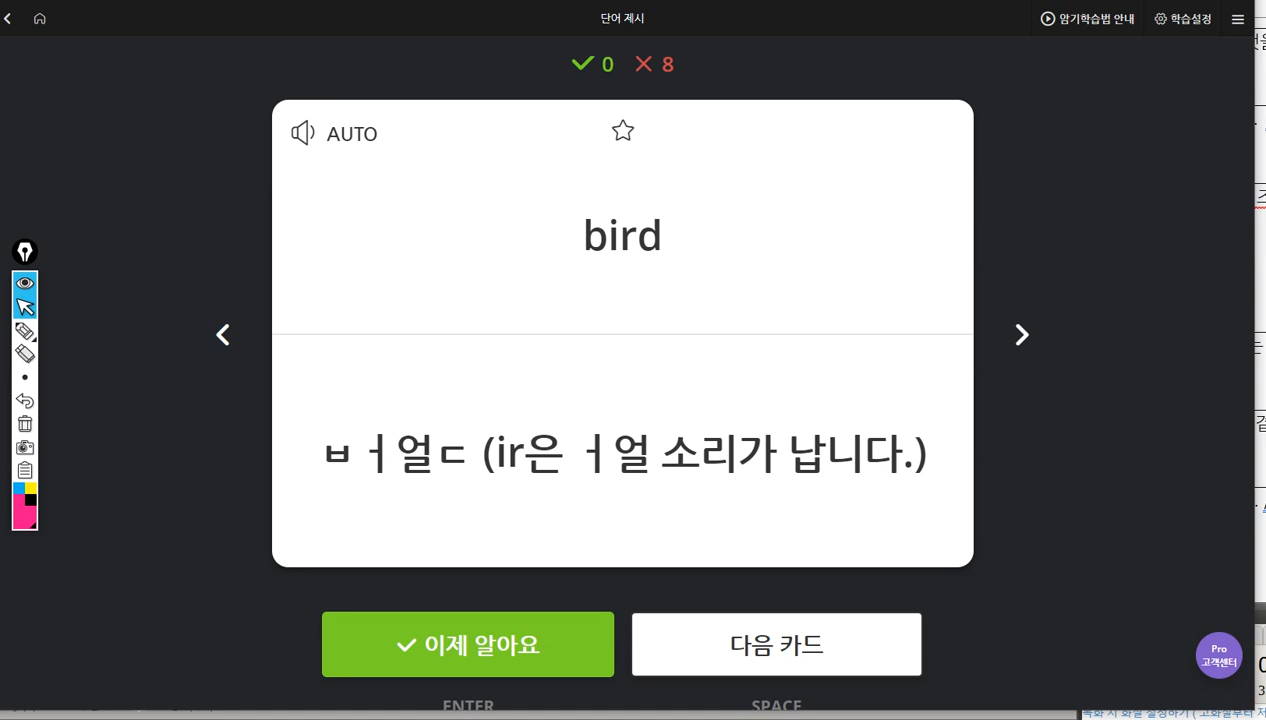 단어 제시
암기학습법 안내
학습설정
0
8
AUTO
bird
ㅂㅓ얼ㄷ (ir은 ㅓ얼 소리가 납니다.)
이제 알아요
다음 카드
ENTER
SPACE
Pro
고객센터